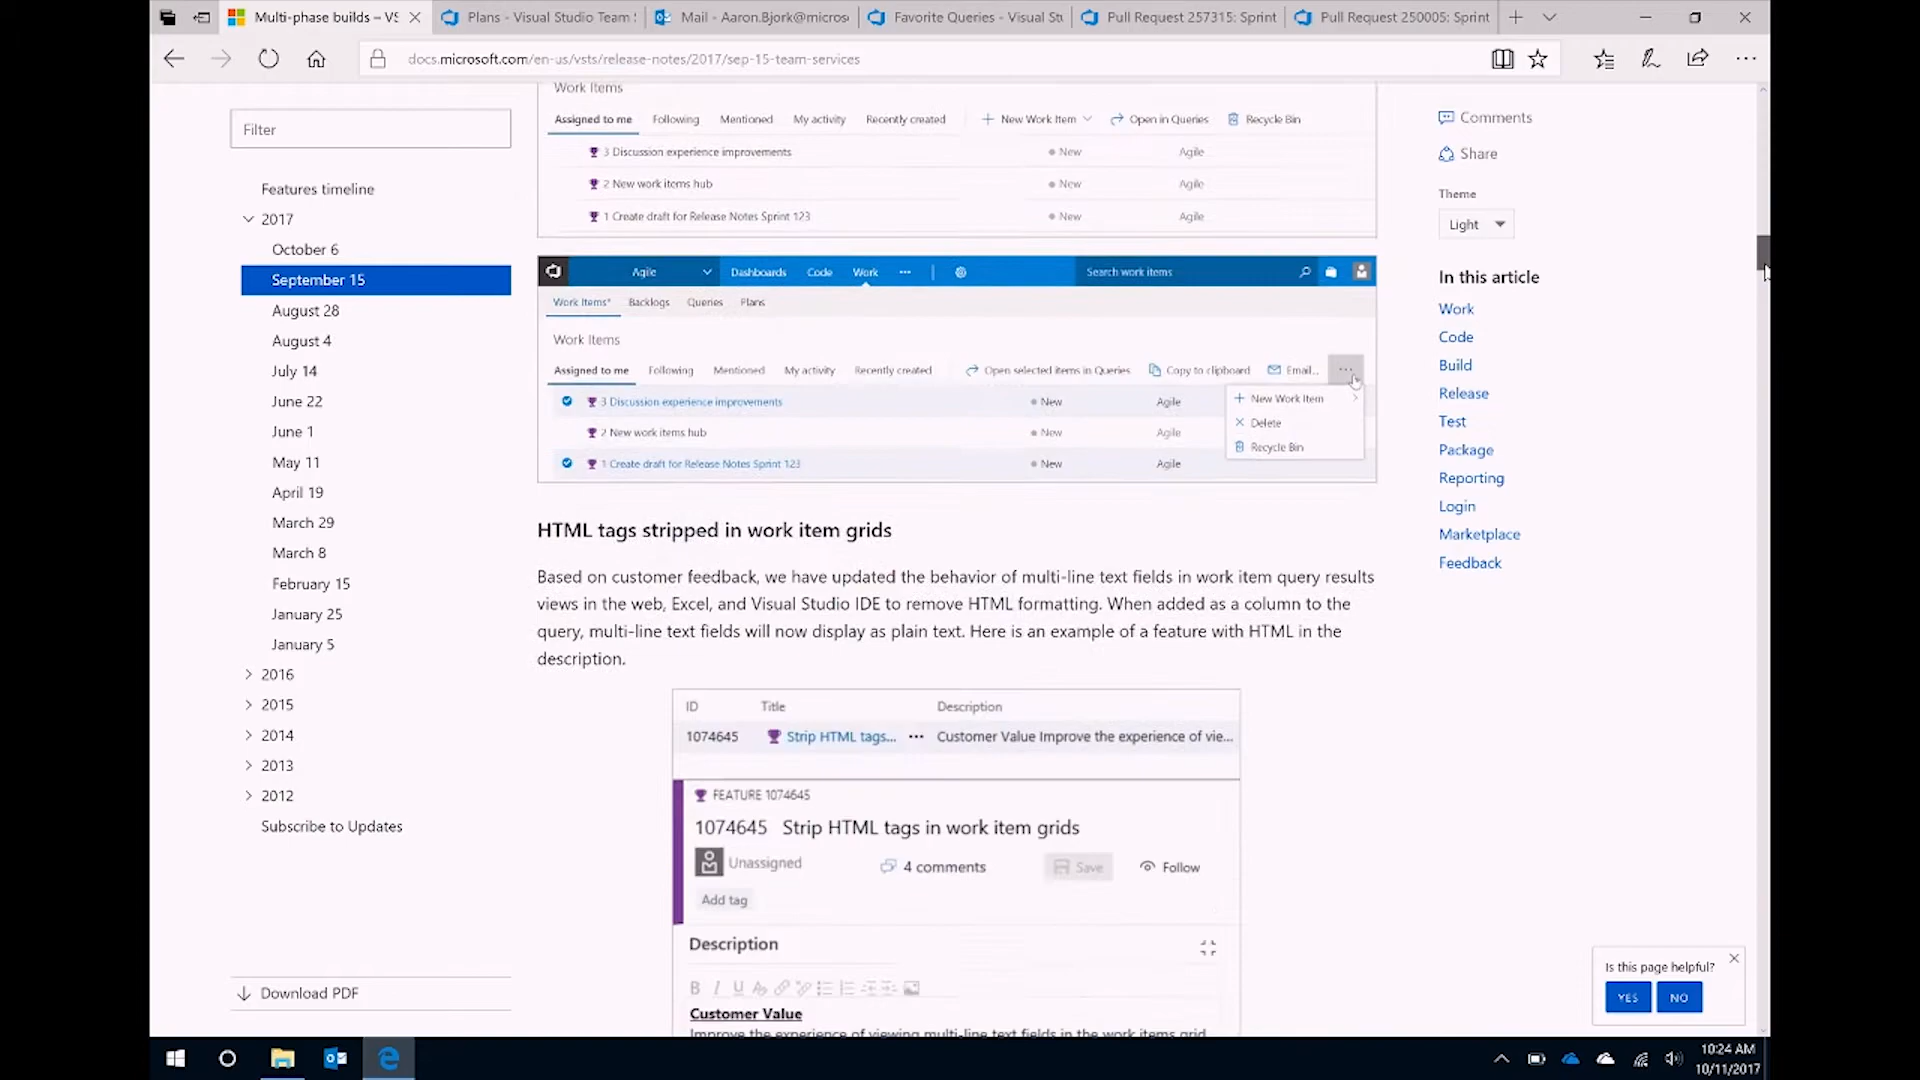 Multi-phase builds – VS
Plans - Visual Studio Team S
Mail - Aaron.Bjork@microso
Favorite Queries - Visual Stu
Pull Request 257315: Sprint
Pull Request 250005: Sprint
docs.microsoft.com/en-us/vsts/release-notes/2017/sep-15-team-services
Filter
Features timeline
2017
October 6
September 15
August 28
August 4
July 14
June 22
June 1
May 11
April 19
March 29
March 8
February 15
January 25
January 5
2016
2015
2014
2013
2012
Subscribe to Updates
Download PDF
Work Items
Assigned to me Following Mentioned My activity Recently created New Work Item Open in Queries Recycle Bin
3 Discussion experience improvements New Agile
2 New work items hub New Agile
1 Create draft for Release Notes Sprint 123 New Agile
Agile Dashboards Code Work ... Search work items
Work Items* Backlogs Queries Plans
Work Items
Assigned to me Following Mentioned My activity Recently created Open selected items in Queries Copy to clipboard Email... ...
3 Discussion experience improvements New Agile
2 New work items hub New Agile
1 Create draft for Release Notes Sprint 123 New Agile
New Work Item
Delete
Recycle Bin
HTML tags stripped in work item grids
Based on customer feedback, we have updated the behavior of multi-line text fields in work item query results
views in the web, Excel, and Visual Studio IDE to remove HTML formatting. When added as a column to the
query, multi-line text fields will now display as plain text. Here is an example of a feature with HTML in the
description.
ID Title Description
1074645 Strip HTML tags... ... Customer Value Improve the experience of vie...
FEATURE 1074645
1074645 Strip HTML tags in work item grids
Unassigned 4 comments Save Follow
Add tag
Description
B I U
Customer Value
Improve the experience of viewing multi-line text fields in the work items grid
Comments
Share
Theme
Light
In this article
Work
Code
Build
Release
Test
Package
Reporting
Login
Marketplace
Feedback
Is this page helpful?
YES NO
10:24 AM
10/11/2017